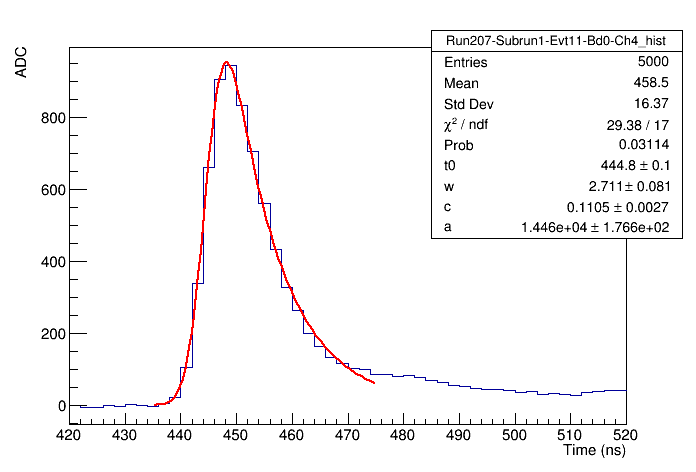 Run207-Subrun1-Evt11-Bd0-Ch4_hist
Entries 5000
Mean 458.5
Std Dev 16.37
χ² / ndf 29.38 / 17
Prob 0.03114
t0 444.8 ± 0.1
w 2.711± 0.081
c 0.1105 ± 0.0027
a 1.446e+04 ± 1.766e+02
ADC
800
600
400
200
0
420 430 440 450 460 470 480 490 500 510 520
Time (ns)